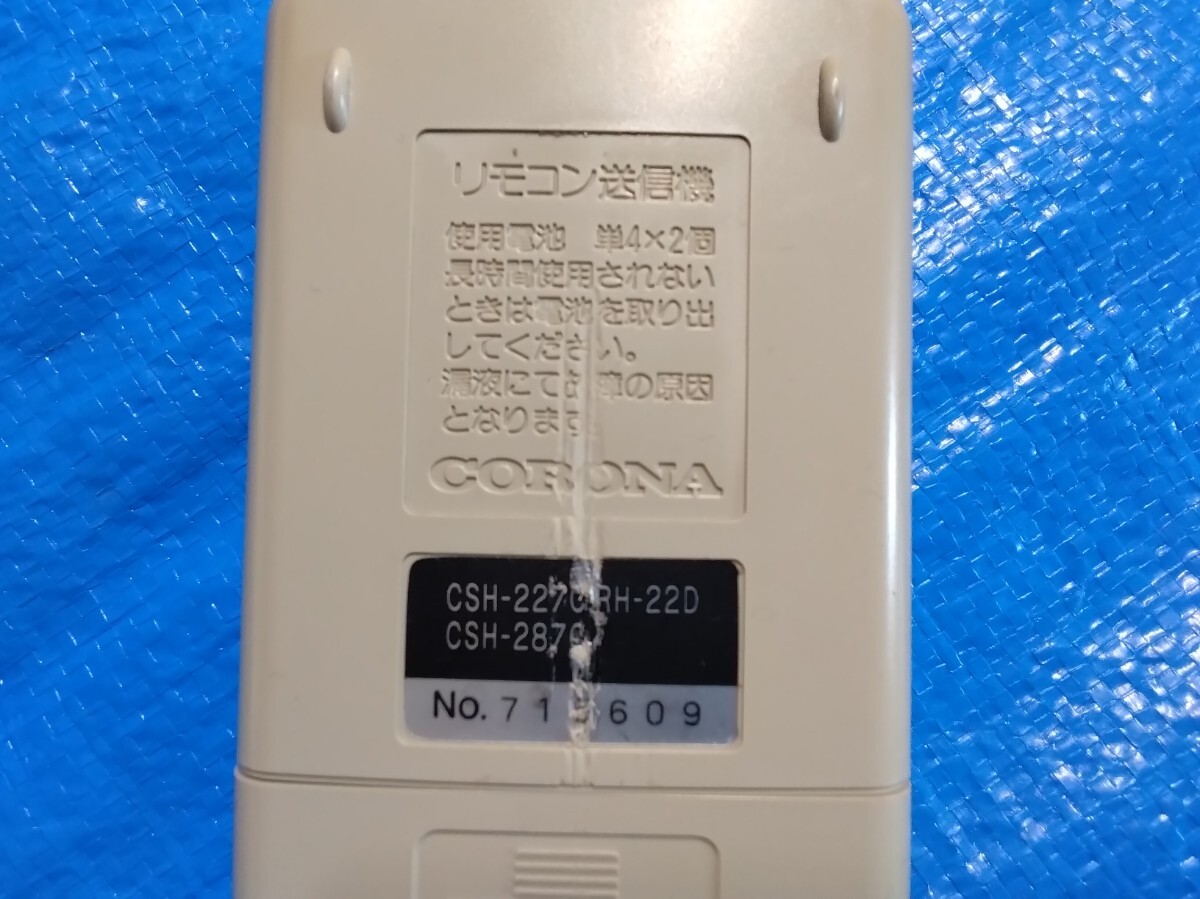 リモコン送信機
使用電池 単4×2個
長時間使用されない
ときは電池を取り出
してください。
漏液にて 障の原因
となります
CORONA
CSH-227G RH-22D
CSH-287G
No. 71 609